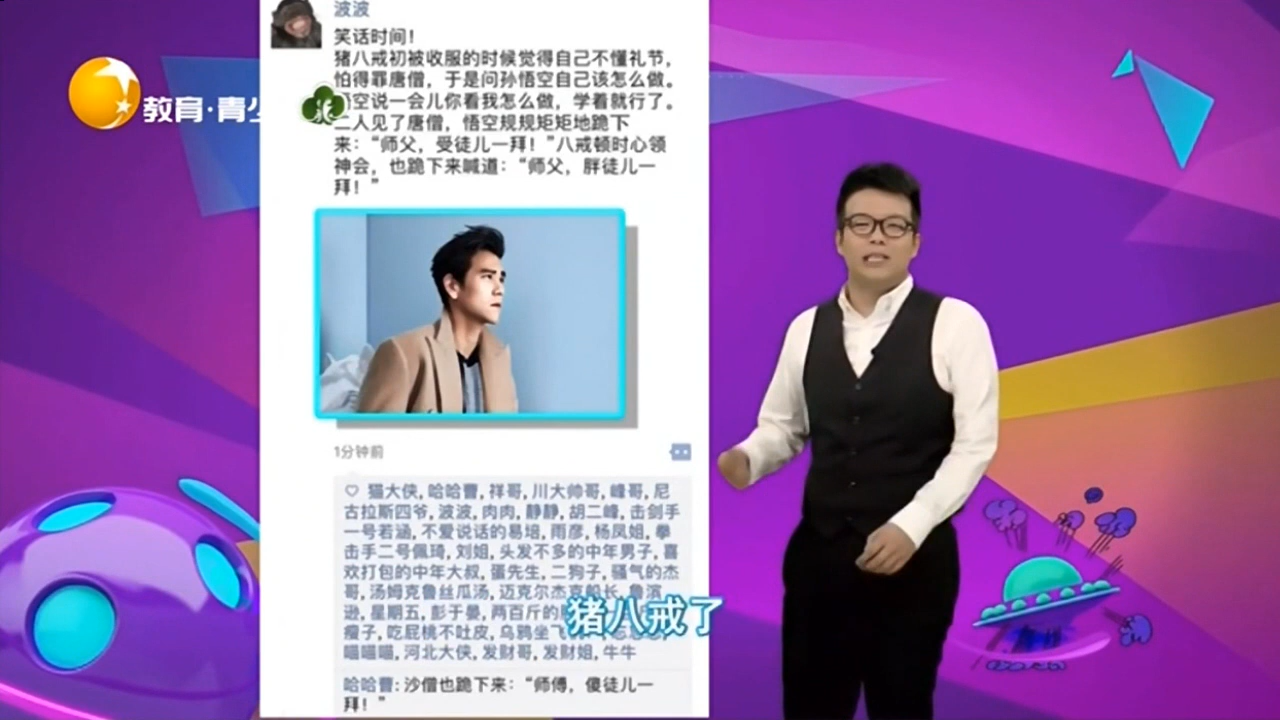 波波
笑话时间！
猪八戒初被收服的时候觉得自己不懂礼节，
怕得罪唐僧，于是问孙悟空自己该怎么做。
空说一会儿你看我怎么做，学着就行了。
二人见了唐僧，悟空规规矩矩地跪下
来：“师父，受徒儿一拜！”八戒顿时心领
神会，也跪下来喊道：“师父，胖徒儿一
拜！”
教育·青少
1分钟前
猫大侠, 哈哈曹, 祥哥, 川大帅哥, 峰哥, 尼
古拉斯四爷, 波波, 肉肉, 静静, 胡二峰, 击剑手
一号若涵, 不爱说话的易培, 雨彦, 杨凤姐, 拳
击手二号佩琦, 刘姐, 头发不多的中年男子, 喜
欢打包的中年大叔, 蛋先生, 二狗子, 骚气的杰
哥, 汤姆克鲁丝瓜汤, 迈克尔杰克船长, 鲁滨
逊, 星期五, 彭于晏, 两百斤的
瘦子, 吃屁桃不吐皮, 乌鸦坐飞
喵喵喵, 河北大侠, 发财哥, 发财姐, 牛牛
猪八戒了
哈哈曹: 沙僧也跪下来：“师傅，傻徒儿一
拜！”